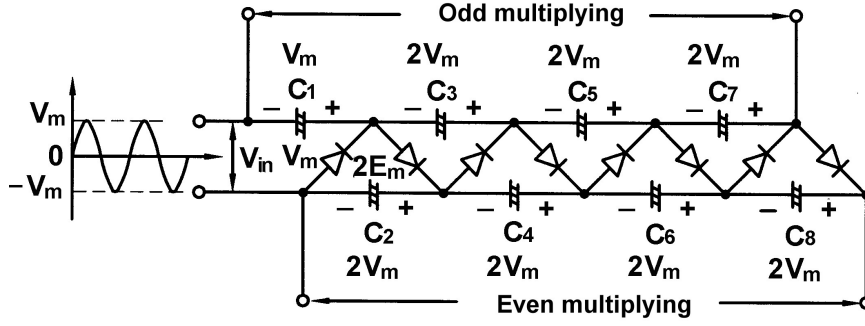 Odd multiplying
Vm 2Vm 2Vm 2Vm
C1 C3 C5 C7
− + − + − + − +
Vm
0
−Vm
Vin
Vm
2Em
− + − + − + − +
C2 C4 C6 C8
2Vm 2Vm 2Vm 2Vm
Even multiplying